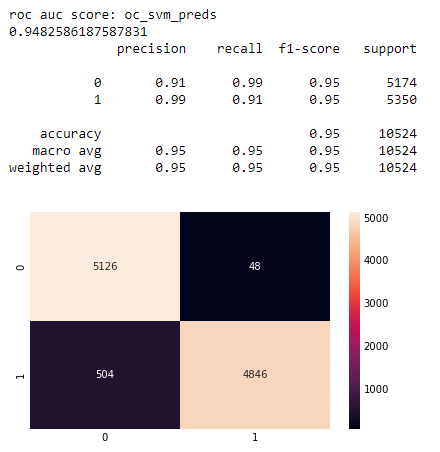 roc auc score: oc_svm_preds
0.9482586187587831
precision recall f1-score support
0 0.91 0.99 0.95 5174
1 0.99 0.91 0.95 5350
accuracy 0.95 10524
macro avg 0.95 0.95 0.95 10524
weighted avg 0.95 0.95 0.95 10524
5000
0 5126 48
4000
3000
2000
1 504 4846
1000
0 1